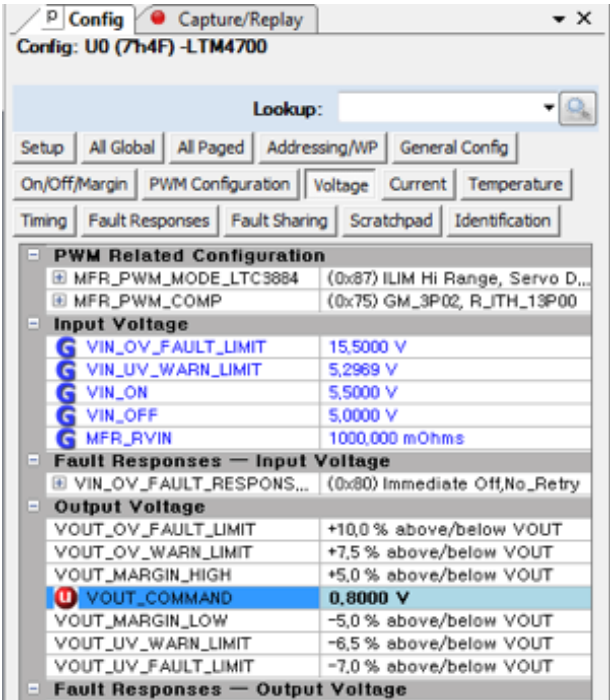 Config Capture/Replay
Config: U0 (7'h4F) -LTM4700
Lookup:
Setup All Global All Paged Addressing/WP General Config
On/Off/Margin PWM Configuration Voltage Current Temperature
Timing Fault Responses Fault Sharing Scratchpad Identification
PWM Related Configuration
MFR_PWM_MODE_LTC3884 (0x87) ILIM Hi Range, Servo D...
MFR_PWM_COMP (0x75) GM_3P02, R_ITH_13P00
Input Voltage
G VIN_OV_FAULT_LIMIT 15,5000 V
G VIN_UV_WARN_LIMIT 5,2969 V
G VIN_ON 5,5000 V
G VIN_OFF 5,0000 V
G MFR_RVIN 1000,000 mOhms
Fault Responses — Input Voltage
VIN_OV_FAULT_RESPONS... (0x80) Immediate Off,No_Retry
Output Voltage
VOUT_OV_FAULT_LIMIT +10,0 % above/below VOUT
VOUT_OV_WARN_LIMIT +7,5 % above/below VOUT
VOUT_MARGIN_HIGH +5,0 % above/below VOUT
U VOUT_COMMAND 0,8000 V
VOUT_MARGIN_LOW -5,0 % above/below VOUT
VOUT_UV_WARN_LIMIT -6,5 % above/below VOUT
VOUT_UV_FAULT_LIMIT -7,0 % above/below VOUT
Fault Responses — Output Voltage